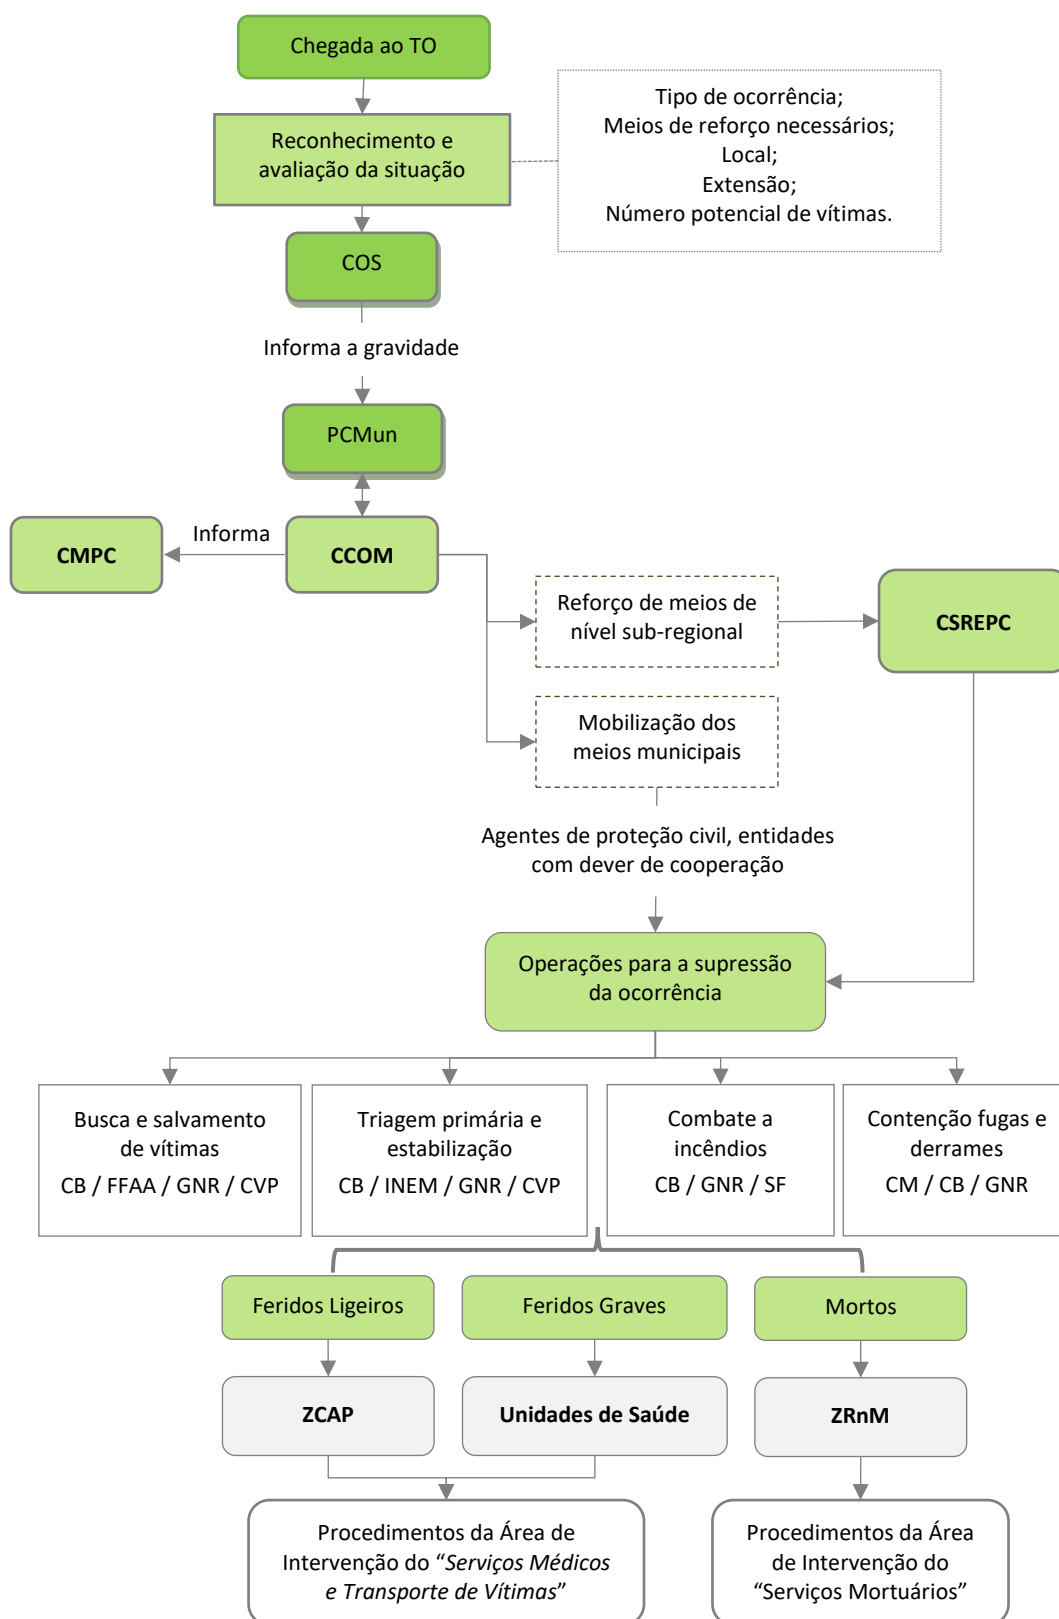 Chegada ao TO
Tipo de ocorrência;
Meios de reforço necessários;
Local;
Extensão;
Número potencial de vítimas.
Reconhecimento e
avaliação da situação
COS
Informa a gravidade
PCMun
Informa
CMPC
CCOM
Reforço de meios de
nível sub-regional
CSREPC
Mobilização dos
meios municipais
Agentes de proteção civil, entidades
com dever de cooperação
Operações para a supressão
da ocorrência
Busca e salvamento
de vítimas
CB / FFAA / GNR / CVP
Triagem primária e
estabilização
CB / INEM / GNR / CVP
Combate a
incêndios
CB / GNR / SF
Contenção fugas e
derrames
CM / CB / GNR
Feridos Ligeiros
Feridos Graves
Mortos
ZCAP
Unidades de Saúde
ZRnM
Procedimentos da Área de
Intervenção do “Serviços Médicos
e Transporte de Vítimas”
Procedimentos da Área
de Intervenção do
“Serviços Mortuários”